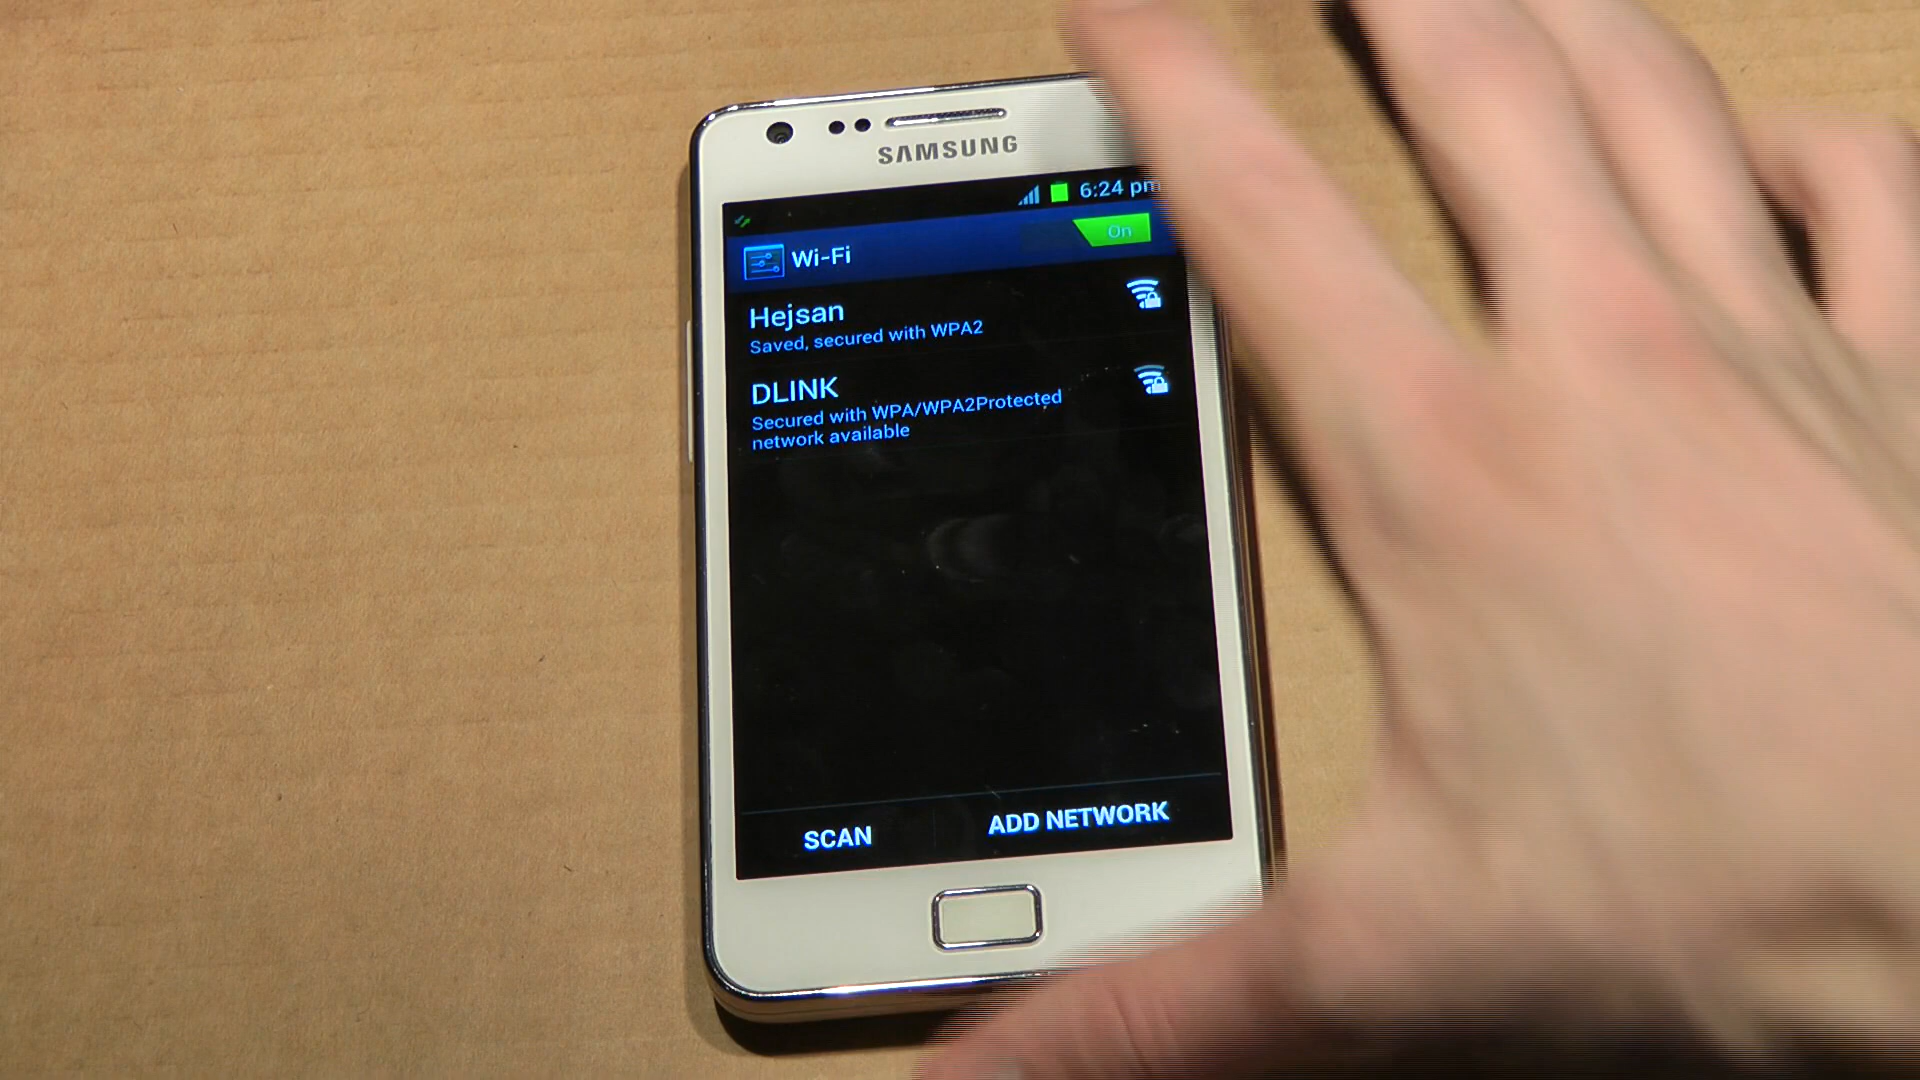 SAMSUNG
6:24 pm
Wi-Fi
On
Hejsan
Saved, secured with WPA2
DLINK
Secured with WPA/WPA2Protected
network available
SCAN
ADD NETWORK